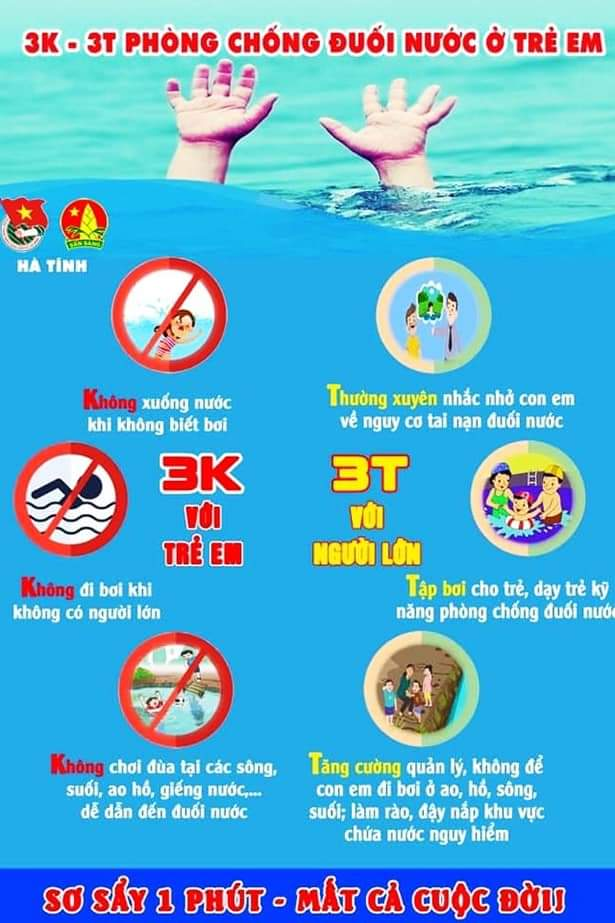 3K - 3T PHÒNG CHỐNG ĐUỐI NƯỚC Ở TRẺ EM
SẴN SÀNG
HÀ TĨNH
Không xuống nước
khi không biết bơi
Thường xuyên nhắc nhở con em
về nguy cơ tai nạn đuối nước
3K
VỚI
TRẺ EM
3T
VỚI
NGƯỜI LỚN
Không đi bơi khi
không có người lớn
Tập bơi cho trẻ, dạy trẻ kỹ
năng phòng chống đuối nước
Không chơi đùa tại các sông,
suối, ao hồ, giếng nước,...
dễ dẫn đến đuối nước
Tăng cường quản lý, không để
con em đi bơi ở ao, hồ, sông,
suối; làm rào, đậy nắp khu vực
chứa nước nguy hiểm
SƠ SẨY 1 PHÚT - MẤT CẢ CUỘC ĐỜI!